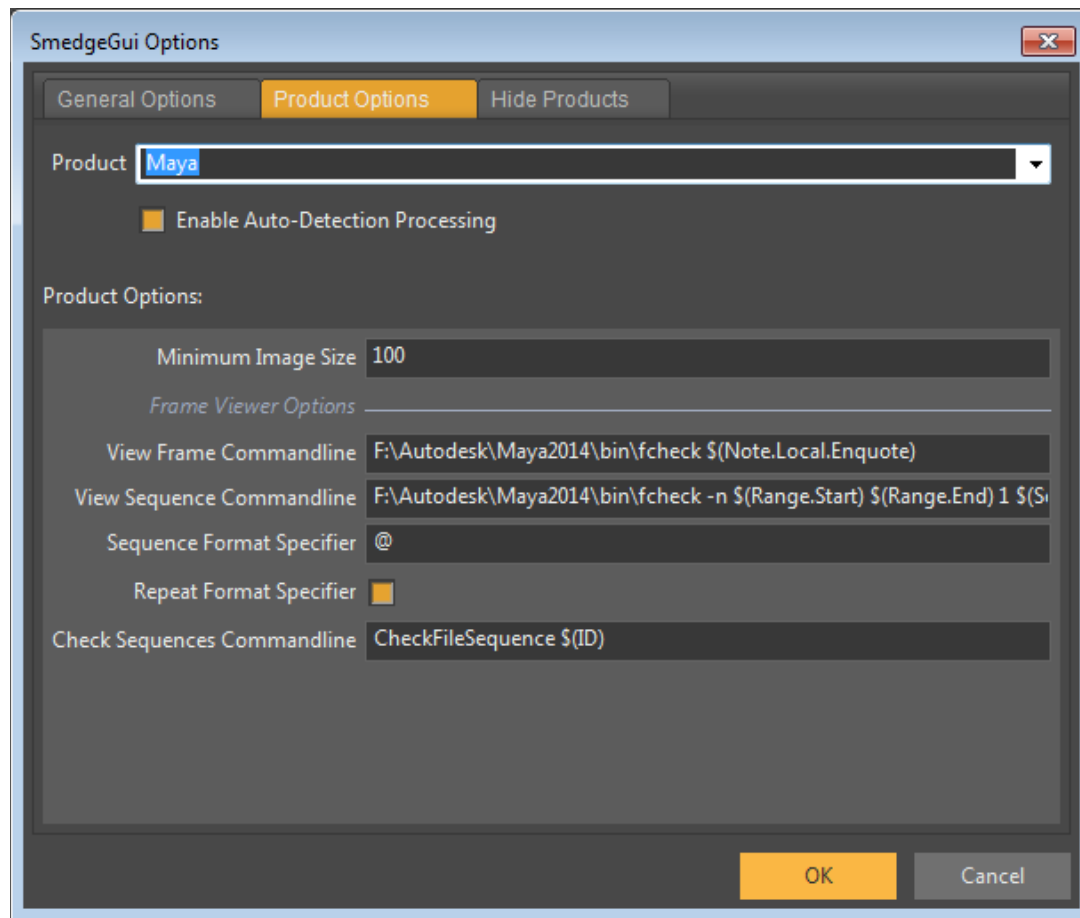 SmedgeGui Options
General Options Product Options Hide Products
Product Maya
Enable Auto-Detection Processing
Product Options:
Minimum Image Size 100
Frame Viewer Options
View Frame Commandline F:\Autodesk\Maya2014\bin\fcheck $(Note.Local.Enquote)
View Sequence Commandline F:\Autodesk\Maya2014\bin\fcheck -n $(Range.Start) $(Range.End) 1
Sequence Format Specifier @
Repeat Format Specifier
Check Sequences Commandline CheckFileSequence $(ID)
OK Cancel